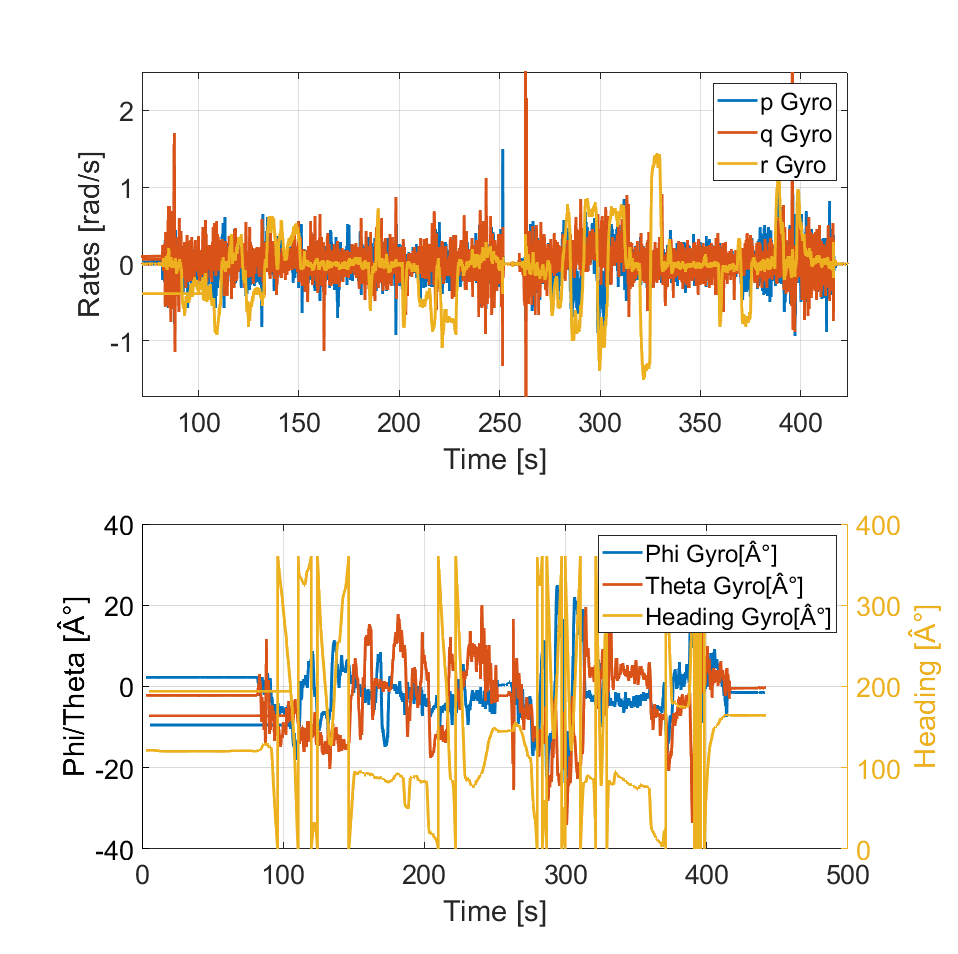 2
1
0
-1
Rates [rad/s]
p Gyro
q Gyro
r Gyro
100 150 200 250 300 350 400
Time [s]
40
20
0
-20
-40
Phi/Theta [Â°]
Phi Gyro[Â°]
Theta Gyro[Â°]
Heading Gyro[Â°]
400
300
200
100
0
Heading [Â°]
0 100 200 300 400 500
Time [s]